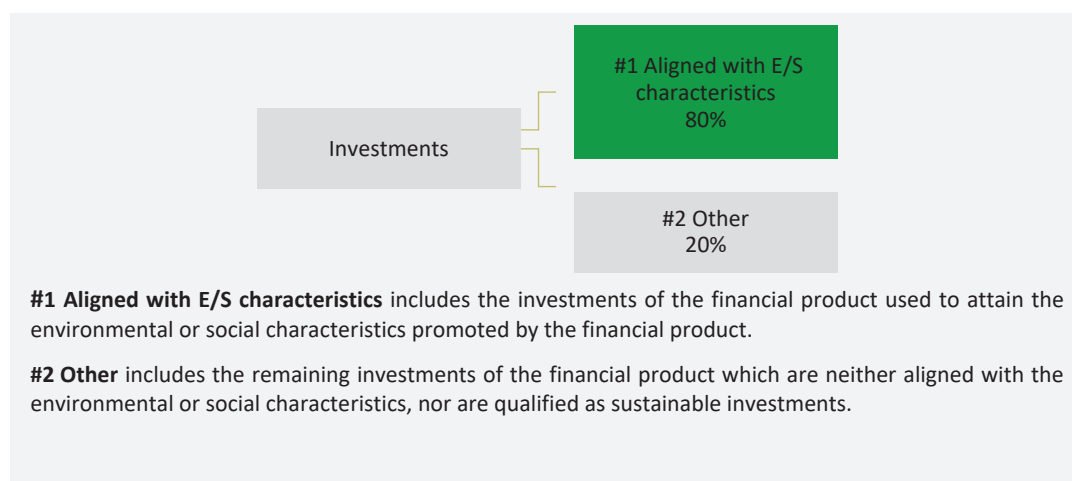 #1 Aligned with E/S
characteristics
80%
Investments
#2 Other
20%
#1 Aligned with E/S characteristics includes the investments of the financial product used to attain the
environmental or social characteristics promoted by the financial product.
#2 Other includes the remaining investments of the financial product which are neither aligned with the
environmental or social characteristics, nor are qualified as sustainable investments.